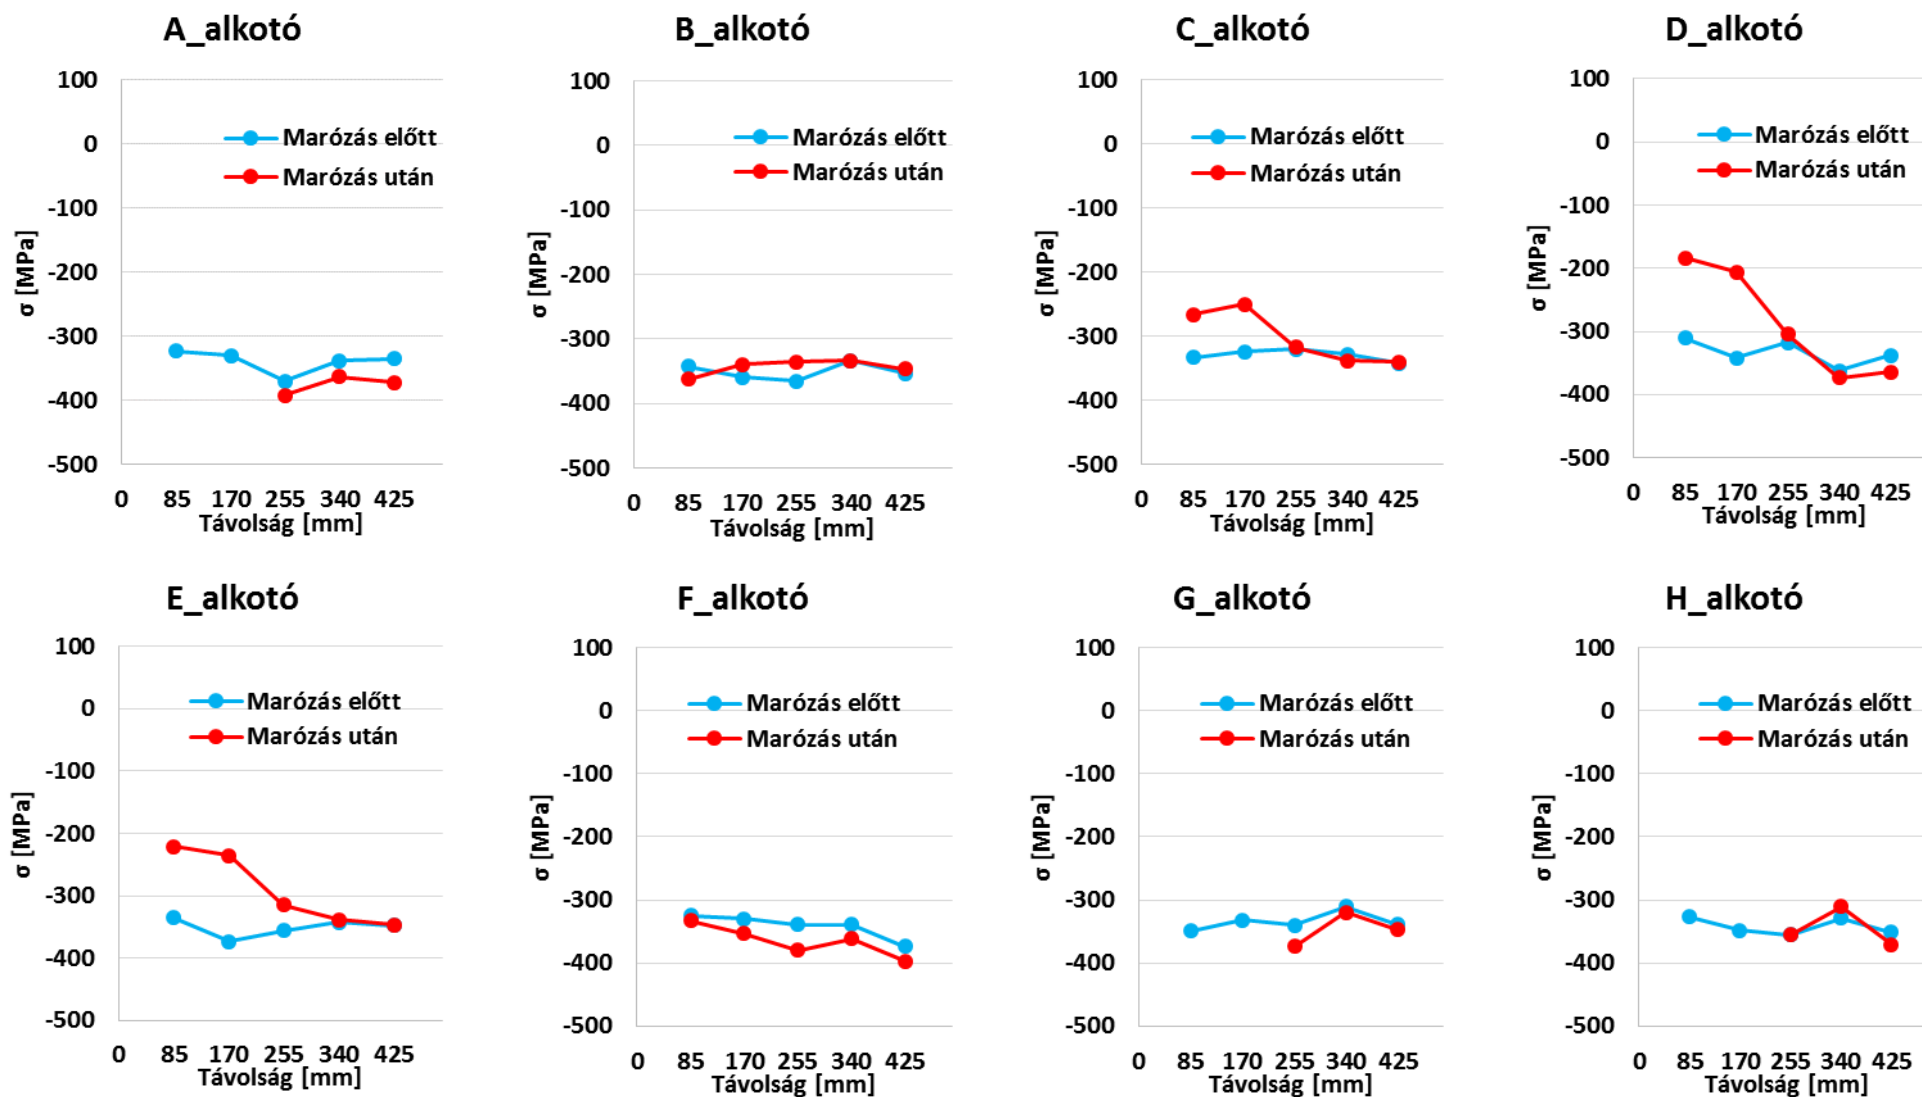 A_alkotó
100
0
-100
-200
-300
-400
-500
σ [MPa]
Marózás előtt
Marózás után
0 85 170 255 340 425
Távolság [mm]
B_alkotó
100
0
-100
-200
-300
-400
-500
σ [MPa]
Marózás előtt
Marózás után
0 85 170 255 340 425
Távolság [mm]
C_alkotó
100
0
-100
-200
-300
-400
-500
σ [MPa]
Marózás előtt
Marózás után
0 85 170 255 340 425
Távolság [mm]
D_alkotó
100
0
-100
-200
-300
-400
-500
σ [MPa]
Marózás előtt
Marózás után
0 85 170 255 340 425
Távolság [mm]
E_alkotó
100
0
-100
-200
-300
-400
-500
σ [MPa]
Marózás előtt
Marózás után
0 85 170 255 340 425
Távolság [mm]
F_alkotó
100
0
-100
-200
-300
-400
-500
σ [MPa]
Marózás előtt
Marózás után
0 85 170 255 340 425
Távolság [mm]
G_alkotó
100
0
-100
-200
-300
-400
-500
σ [MPa]
Marózás előtt
Marózás után
0 85 170 255 340 425
Távolság [mm]
H_alkotó
100
0
-100
-200
-300
-400
-500
σ [MPa]
Marózás előtt
Marózás után
0 85 170 255 340 425
Távolság [mm]